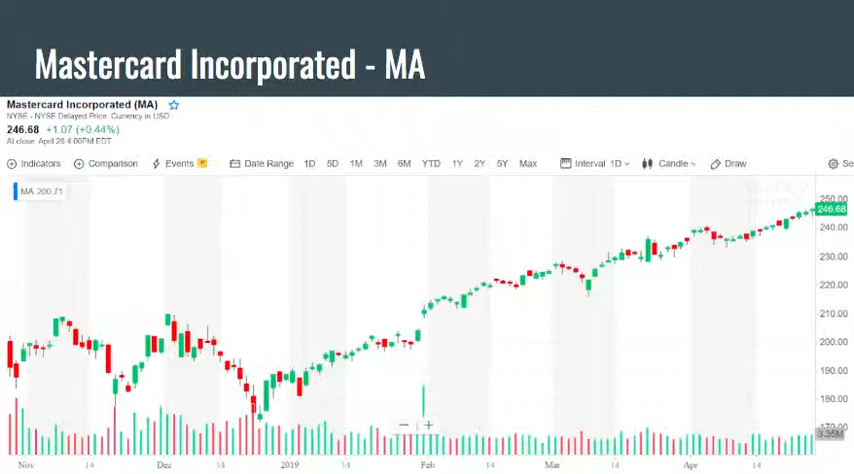 Mastercard Incorporated - MA
Mastercard Incorporated (MA)
NYSE - NYSE Delayed Price. Currency in USD
246.68 +1.07 (+0.44%)
At close: April 26 4:00PM EDT
Indicators Comparison Events Date Range 1D 5D 1M 3M 6M YTD 1Y 2Y 5Y Max Interval 1D Candle Draw Se
MA 200.71
250.00
246.68
240.00
230.00
220.00
210.00
200.00
190.00
180.00
170.00
3.35M
Nov 14 Dec 14 2019 14 Feb 14 Mar 14 Apr 14